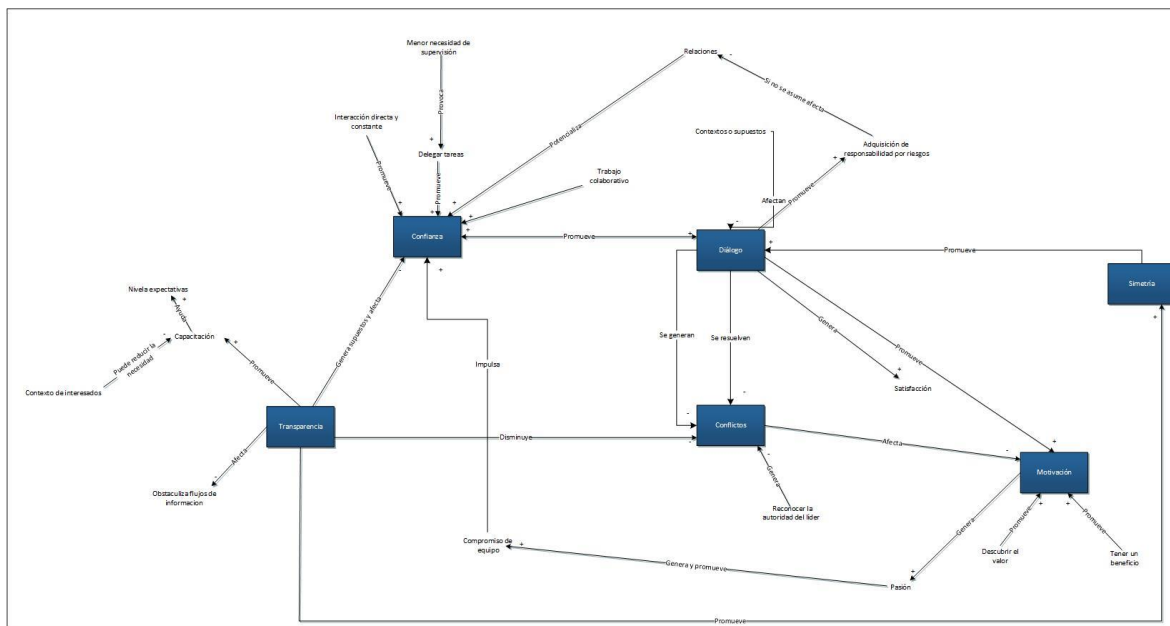 Menor necesidad de
supervisión
Relaciones
Provoca
Si no se asume afecta
Interacción directa y
constante
Potencializa
Contextos o supuestos
Adquisición de
responsabilidad por riesgos
Delegar tareas
Promueve
Promueve
Trabajo
colaborativo
Afectan
Promueve
Confianza
Promueve
Diálogo
Promueve
Simetría
Nivela expectativas
Ayuda
Capacitación
Genera supuestos y afecta
Se generan
Se resuelven
Genera
Promueve
Impulsa
Puede reducir la
necesidad
Contexto de interesados
Promueve
Satisfacción
Transparencia
Disminuye
Conflictos
Afecta
Afecta
Motivación
Obstaculiza flujos de
informacion
Genera
Reconocer la
autoridad del líder
Genera
Promueve
Promueve
Compromiso de
equipo
Descubrir el
valor
Tener un
beneficio
Genera y promueve
Pasión
Promueve